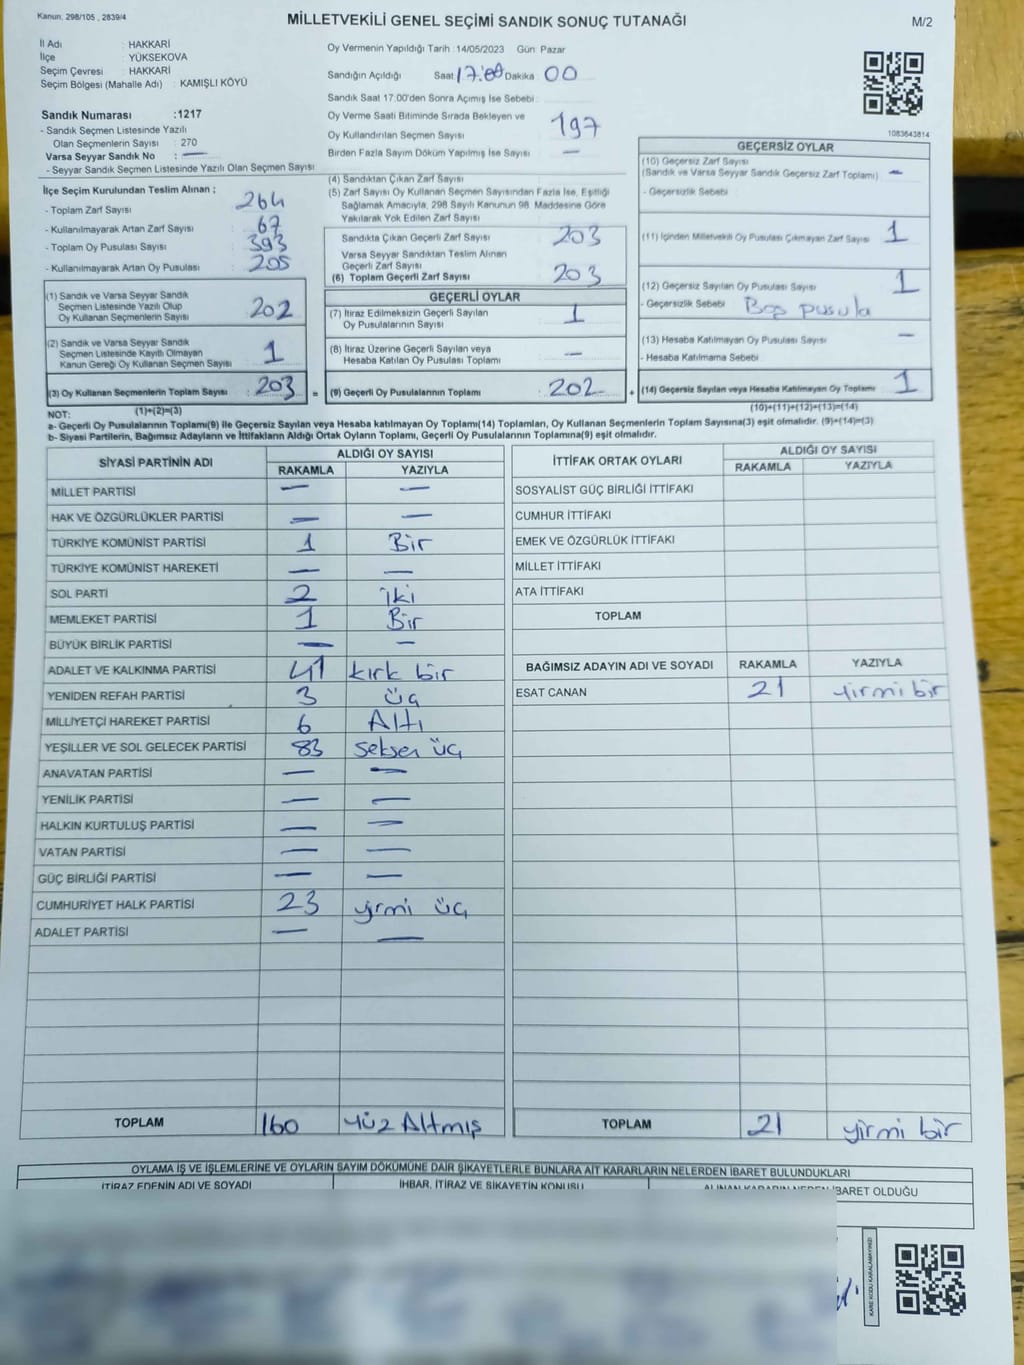 Kanun, 298/105 , 2839/4
MİLLETVEKİLİ GENEL SEÇİMİ SANDIK SONUÇ TUTANAĞI
M/2
İl Adı : HAKKARİ
İlçe YÜKSEKOVA
Seçim Çevresi : HAKKARİ
Seçim Bölgesi (Mahalle Adı) : KAMIŞLI KÖYÜ
Sandık Numarası :1217
- Sandık Seçmen Listesinde Yazılı
Olan Seçmenlerin Sayısı : 270
Varsa Seyyar Sandık No : —
- Seyyar Sandık Seçmen Listesinde Yazılı Olan Seçmen Sayısı
Oy Vermenin Yapıldığı Tarih :14/05/2023 Gün: Pazar
Sandığın Açıldığı Saat 17:00 Dakika 00
Sandık Saat 17:00'den Sonra Açımış İse Sebebi :
Oy Verme Saati Bitiminde Sırada Bekleyen ve
Oy Kullandırılan Seçmen Sayısı : 197
Birden Fazla Sayım Döküm Yapılmış İse Sayısı : —
1083643814
İlçe Seçim Kurulundan Teslim Alınan ;
- Toplam Zarf Sayısı : 264
- Kullanılmayarak Artan Zarf Sayısı : 67
- Toplam Oy Pusulası Sayısı : 393
- Kullanılmayarak Artan Oy Pusulası : 205
(4) Sandıktan Çıkan Zarf Sayısı :
(5) Zarf Sayısı Oy Kullanan Seçmen Sayısından Fazla İse, Eşitliği
Sağlamak Amacıyla, 298 Sayılı Kanunun 98. Maddesine Göre
Yakılarak Yok Edilen Zarf Sayısı :
Sandıkta Çıkan Geçerli Zarf Sayısı : 203
Varsa Seyyar Sandıktan Teslim Alınan
Geçerli Zarf Sayısı :
(6) Toplam Geçerli Zarf Sayısı : 203
GEÇERSİZ OYLAR
(10) Geçersiz Zarf Sayısı
(Sandık ve Varsa Seyyar Sandık Geçersiz Zarf Toplamı) : —
- Geçersizlik Sebebi :
(11) İçinden Milletvekili Oy Pusulası Çıkmayan Zarf Sayısı : 1
(12) Geçersiz Sayılan Oy Pusulası Sayısı : 1
- Geçersizlik Sebebi : Boş pusula
(13) Hesaba Katılmayan Oy Pusulası Sayısı : —
- Hesaba Katılmama Sebebi :
(1) Sandık ve Varsa Seyyar Sandık
Seçmen Listesinde Yazılı Olup
Oy Kullanan Seçmenlerin Sayısı : 202
(2) Sandık ve Varsa Seyyar Sandık
Seçmen Listesinde Kayıtlı Olmayan
Kanun Gereği Oy Kullanan Seçmen Sayısı : 1
(3) Oy Kullanan Seçmenlerin Toplam Sayısı : 203 =
GEÇERLİ OYLAR
(7) İtiraz Edilmeksizin Geçerli Sayılan
Oy Pusulalarının Sayısı : 1
(8) İtiraz Üzerine Geçerli Sayılan veya
Hesaba Katılan Oy Pusulası Toplamı : —
(9) Geçerli Oy Pusulalarının Toplamı : 202 +
(14) Geçersiz Sayılan veya Hesaba Katılmayan Oy Toplamı : 1
NOT: (1)+(2)=(3)
(10)+(11)+(12)+(13)=(14)
a- Geçerli Oy Pusulalarının Toplamı(9) ile Geçersiz Sayılan veya Hesaba katılmayan Oy Toplamı(14) Toplamları, Oy Kullanan Seçmenlerin Toplam Sayısına(3) eşit olmalıdır. (9)+(14)=(3)
b- Siyasi Partilerin, Bağımsız Adayların ve İttifakların Aldığı Ortak Oyların Toplamı, Geçerli Oy Pusulalarının Toplamına(9) eşit olmalıdır.
SİYASİ PARTİNİN ADI ALDIĞI OY SAYISI
RAKAMLA YAZIYLA
MİLLET PARTİSİ — —
HAK VE ÖZGÜRLÜKLER PARTİSİ — —
TÜRKİYE KOMÜNİST PARTİSİ 1 Bir
TÜRKİYE KOMÜNİST HAREKETİ — —
SOL PARTİ 2 iki
MEMLEKET PARTİSİ 1 Bir
BÜYÜK BİRLİK PARTİSİ — —
ADALET VE KALKINMA PARTİSİ 41 kırk bir
YENİDEN REFAH PARTİSİ 3 üç
MİLLİYETÇİ HAREKET PARTİSİ 6 Altı
YEŞİLLER VE SOL GELECEK PARTİSİ 83 seksen üç
ANAVATAN PARTİSİ — —
YENİLİK PARTİSİ — —
HALKIN KURTULUŞ PARTİSİ — —
VATAN PARTİSİ — —
GÜÇ BİRLİĞİ PARTİSİ — —
CUMHURİYET HALK PARTİSİ 23 yirmi üç
ADALET PARTİSİ — —
TOPLAM 160 Yüz Altmış
İTTİFAK ORTAK OYLARI ALDIĞI OY SAYISI
RAKAMLA YAZIYLA
SOSYALİST GÜÇ BİRLİĞİ İTTİFAKI
CUMHUR İTTİFAKI
EMEK VE ÖZGÜRLÜK İTTİFAKI
MİLLET İTTİFAKI
ATA İTTİFAKI
TOPLAM
BAĞIMSIZ ADAYIN ADI VE SOYADI RAKAMLA YAZIYLA
ESAT CANAN 21 yirmi bir
TOPLAM 21 yirmi bir
OYLAMA İŞ VE İŞLEMLERİNE VE OYLARIN SAYIM DÖKÜMÜNE DAİR ŞİKAYETLERLE BUNLARA AİT KARARLARIN NELERDEN İBARET BULUNDUKLARI
İTİRAZ EDENİN ADI VE SOYADI İHBAR, İTİRAZ VE ŞİKAYETİN KONUSU ALINAN KARARIN NEDEN İBARET OLDUĞU
KARE KODU KARALAMAYINIZ!